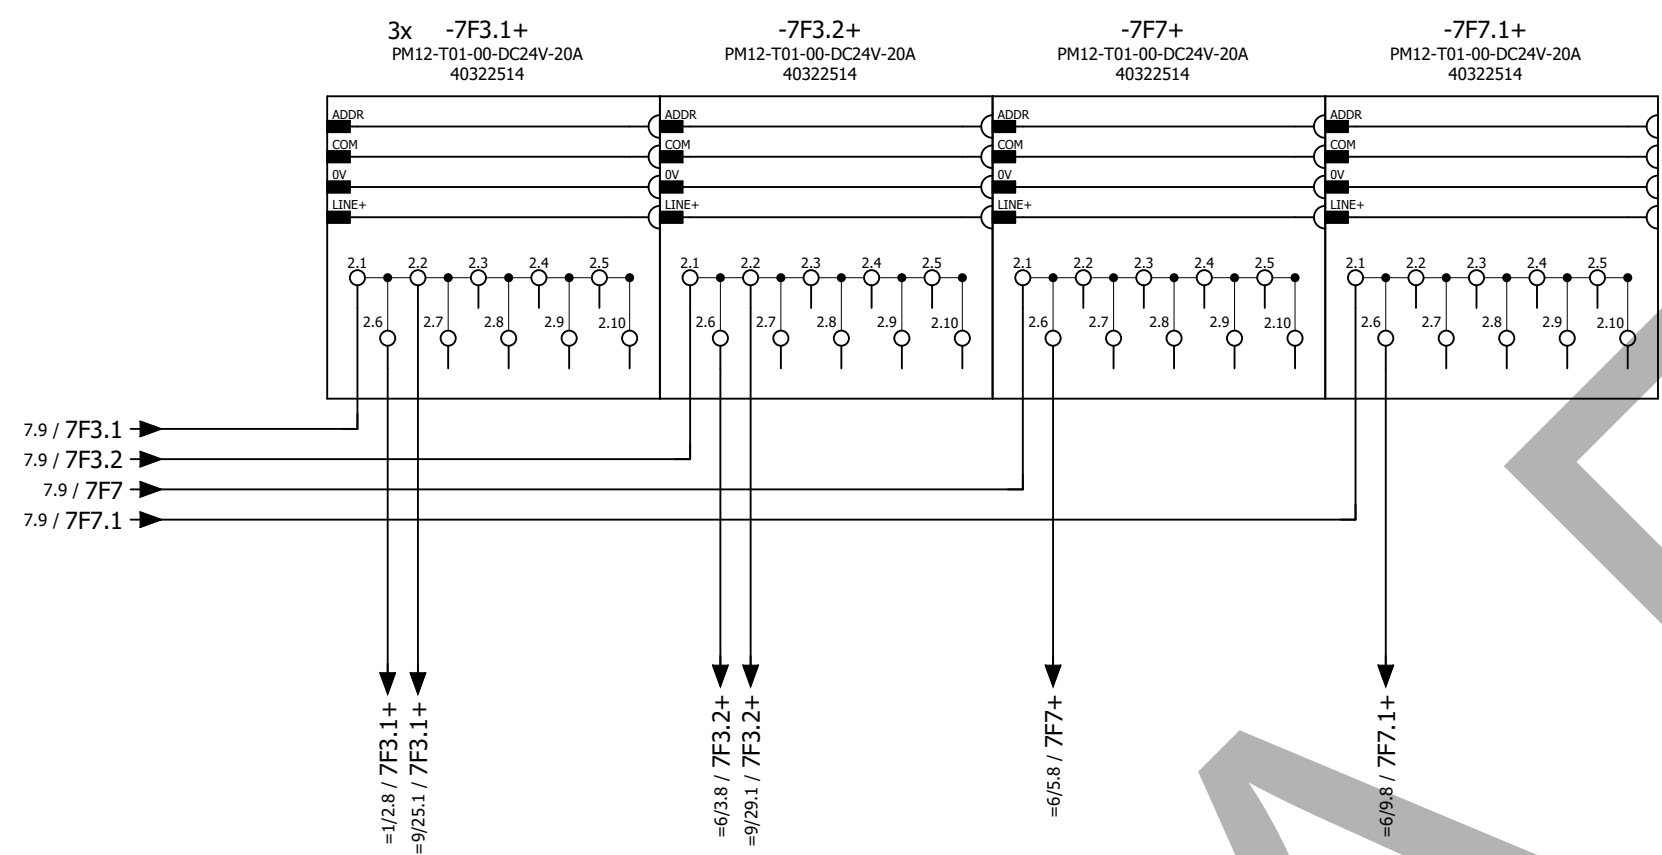 3x -7F3.1+ -7F3.2+ -7F7+ -7F7.1+
PM12-T01-00-DC24V-20A PM12-T01-00-DC24V-20A PM12-T01-00-DC24V-20A PM12-T01-00-DC24V-20A
40322514 40322514 40322514 40322514
ADDR ADDR ADDR ADDR
COM COM COM COM
0V 0V 0V 0V
LINE+ LINE+ LINE+ LINE+
2.1 2.2 2.3 2.4 2.5 2.1 2.2 2.3 2.4 2.5 2.1 2.2 2.3 2.4 2.5 2.1 2.2 2.3 2.4 2.5
2.6 2.7 2.8 2.9 2.10 2.6 2.7 2.8 2.9 2.10 2.6 2.7 2.8 2.9 2.10 2.6 2.7 2.8 2.9 2.10
7.9 / 7F3.1
7.9 / 7F3.2
7.9 / 7F7
7.9 / 7F7.1
=1/2.8 / 7F3.1+
=9/25.1 / 7F3.1+
=6/3.8 / 7F3.2+
=9/29.1 / 7F3.2+
=6/5.8 / 7F7+
=6/9.8 / 7F7.1+